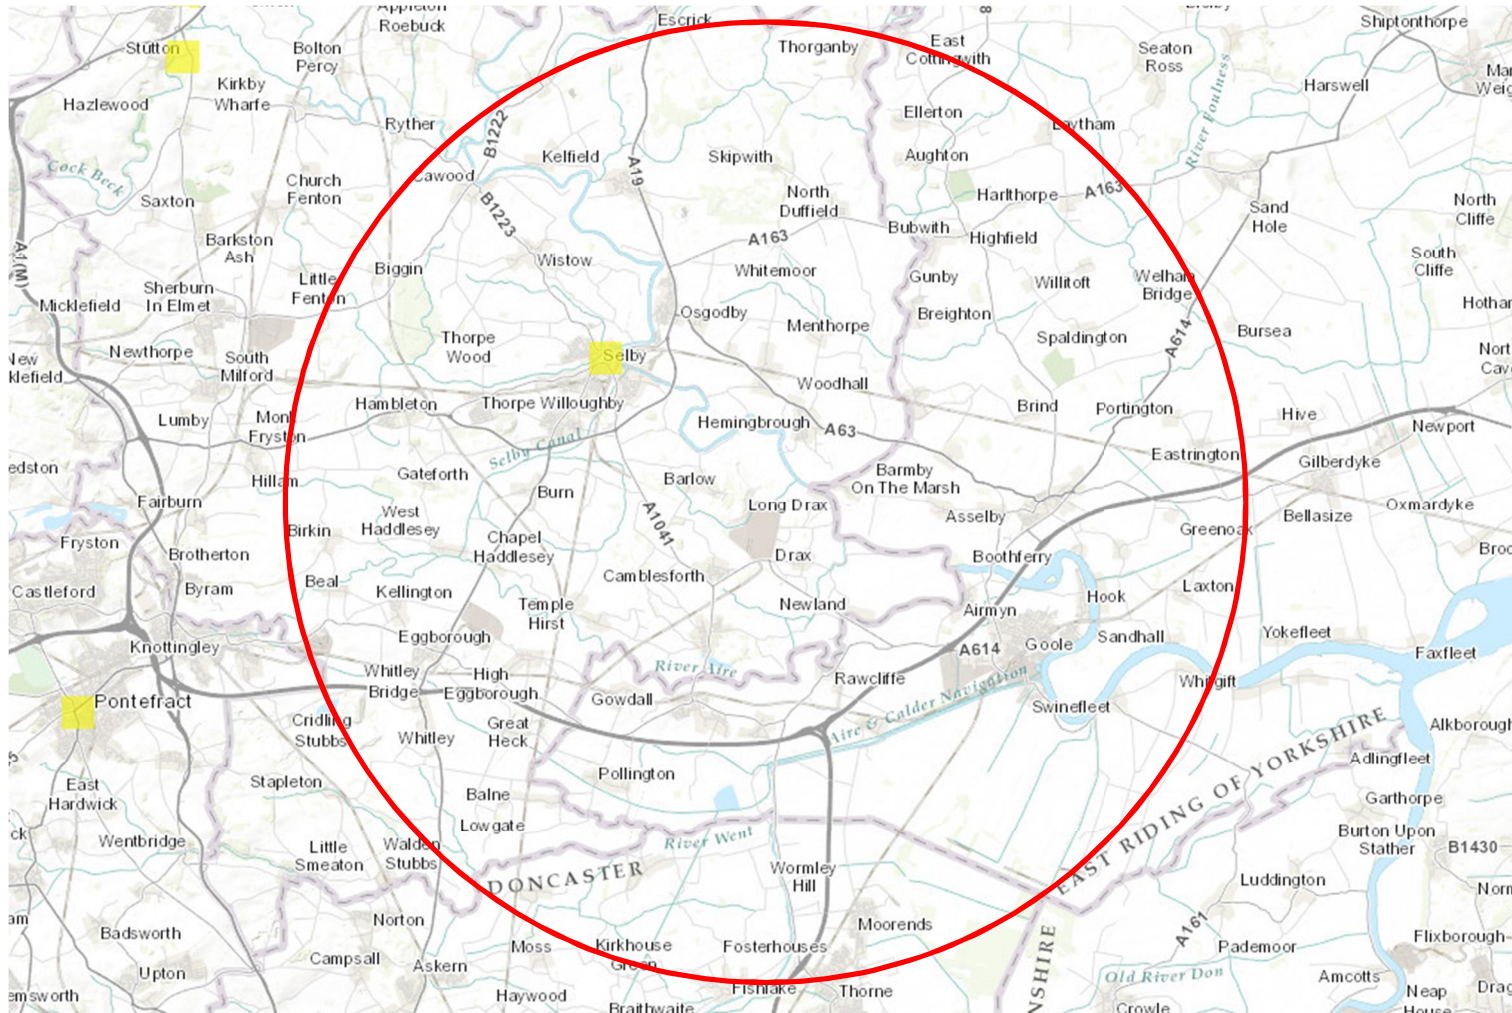 Appleton
Roebuck
Escrick
8
Shiptonthorpe
Stutton
Bolton
Percy
Thorganby
East
Cottingwith
Seaton
Ross
Kirkby
Wharfe
Harswell
Hazlewood
Ryther
B1222
Ellerton
Laytham
River Foulness
Cock Beck
Kelfield
A19
Skipwith
Aughton
Cawood
Church
Fenton
B1223
North
Duffield
Harlthorpe
A163
Saxton
Sand
Hole
North
Cliffe
Barkston
Ash
A163
Bubwith
Highfield
A1(M)
Wistow
Biggin
Whitemoor
Gunby
Willitoft
Welham
Bridge
South
Cliffe
Little
Fenton
Sherburn
In Elmet
Micklefield
Osgodby
Menthorpe
Breighton
Spaldington
A614
Bursea
Newthorpe
South
Milford
Thorpe
Wood
Selby
Woodhall
Hambleton
Thorpe Willoughby
Brind
Portington
Hive
Newport
Lumby
Monk
Fryston
Hemingbrough
A63
Selby Canal
Eastrington
Gilberdyke
Hillam
Gateforth
Barlow
Barmby
On The Marsh
Burn
Long Drax
Fairburn
West
Haddlesey
A1041
Asselby
Bellasize
Oxmardyke
Birkin
Greenoak
Fryston
Brotherton
Chapel
Haddlesey
Drax
Boothferry
Castleford
Byram
Beal
Kellington
Camblesforth
Laxton
Hook
Temple
Hirst
Newland
Airmyn
Eggborough
Knottingley
A614
Goole
Sandhall
Yokefleet
Faxfleet
Whitley
Bridge
High
Eggborough
River Aire
Rawcliffe
Whitgift
Pontefract
Gowdall
Aire & Calder Navigation
Swinefleet
Cridling
Stubbs
Whitley
Great
Heck
Alkborough
Stapleton
Pollington
EAST RIDING OF YORKSHIRE
Adlingfleet
East
Hardwick
Balne
Garthorpe
Lowgate
Wentbridge
Little
Smeaton
Walden
Stubbs
River Went
Burton Upon
Stather
B1430
DONCASTER
Wormley
Hill
Luddington
Norton
Moorends
A161
Badsworth
Moss
Kirkhouse
Green
Fosterhouses
Pademoor
Flixborough
Campsall
Askern
Upton
Old River Don
Amcotts
Haywood
Fishlake
Thorne
Braithwaite
Crowle
Neap
House